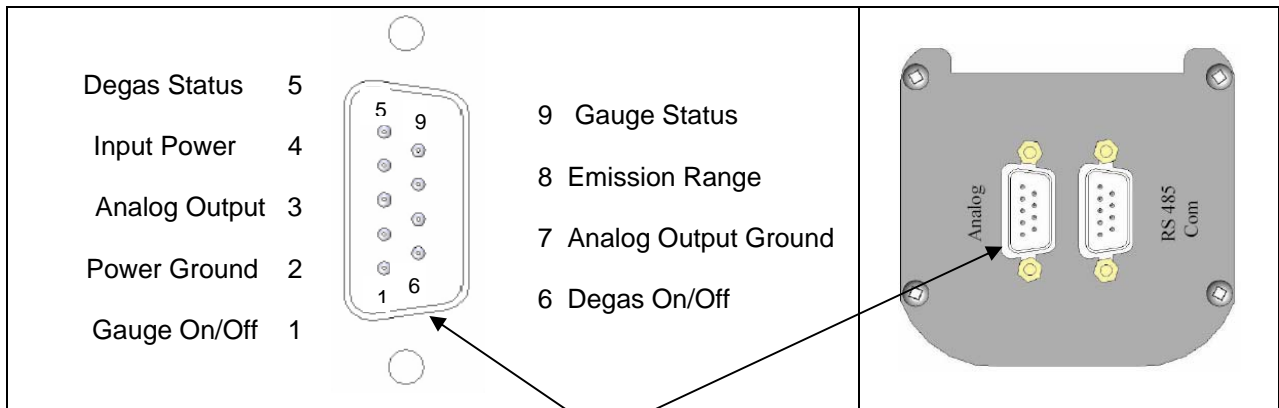 Degas Status 5
Input Power 4
Analog Output 3
Power Ground 2
Gauge On/Off 1
5
9
1
6
9 Gauge Status
8 Emission Range
7 Analog Output Ground
6 Degas On/Off
Analog
RS 485
Com